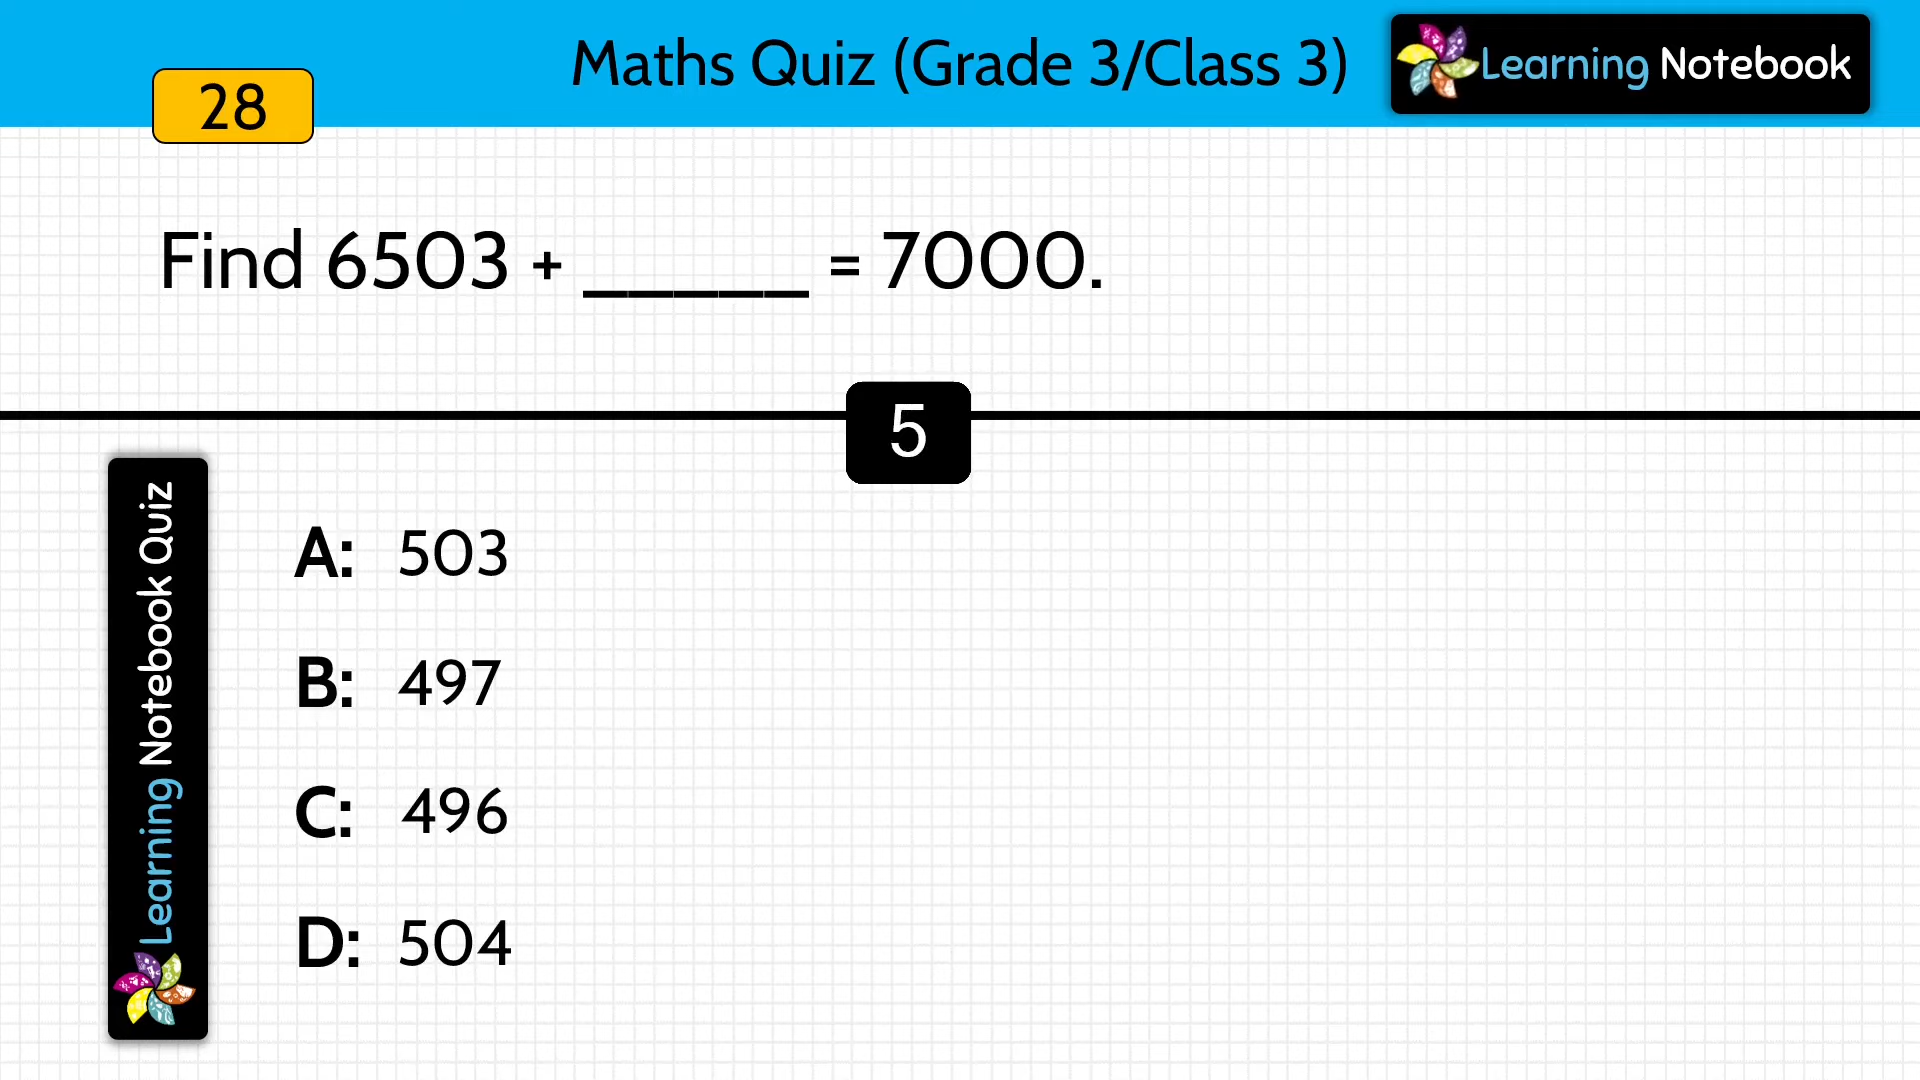 Maths Quiz (Grade 3/Class 3)
Learning Notebook
28
Find 6503 + _____ = 7000.
5
Learning Notebook Quiz
A: 503
B: 497
C: 496
D: 504